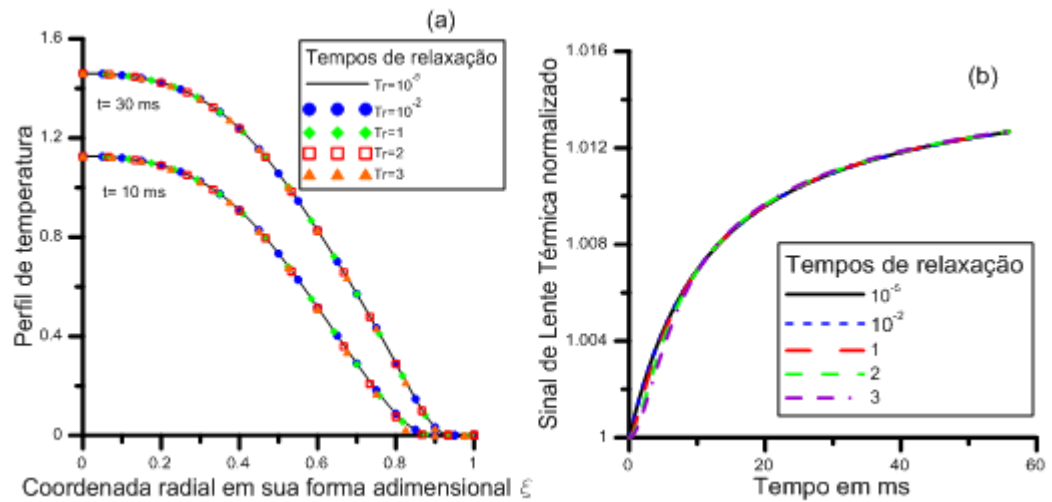 (a)
1.6
1.2
0.8
0.4
0
Perfil de temperatura
t= 30 ms
t= 10 ms
Tempos de relaxação
Tr=10⁻⁵
Tr=10⁻²
Tr=1
Tr=2
Tr=3
0 0.2 0.4 0.6 0.8 1
Coordenada radial em sua forma adimensional ξ
(b)
1.016
1.012
1.008
1.004
1
Sinal de Lente Térmica normalizado
Tempos de relaxação
10⁻⁵
10⁻²
1
2
3
0 20 40 60
Tempo em ms